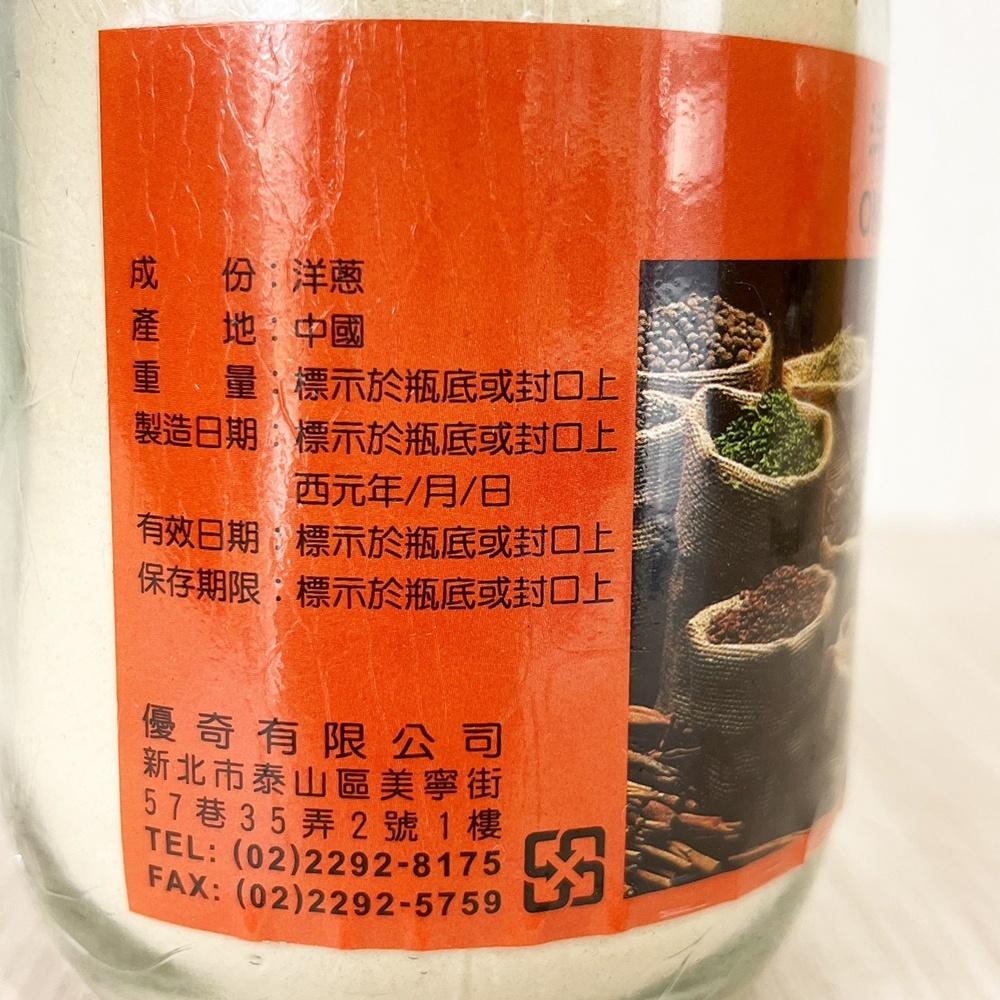 成份：洋蔥
產地：中國
重量：標示於瓶底或封口上
製造日期：標示於瓶底或封口上
西元年/月/日
有效日期：標示於瓶底或封口上
保存期限：標示於瓶底或封口上
優奇有限公司
新北市泰山區美寧街
57巷35弄2號1樓
TEL: (02)2292-8175
FAX: (02)2292-5759